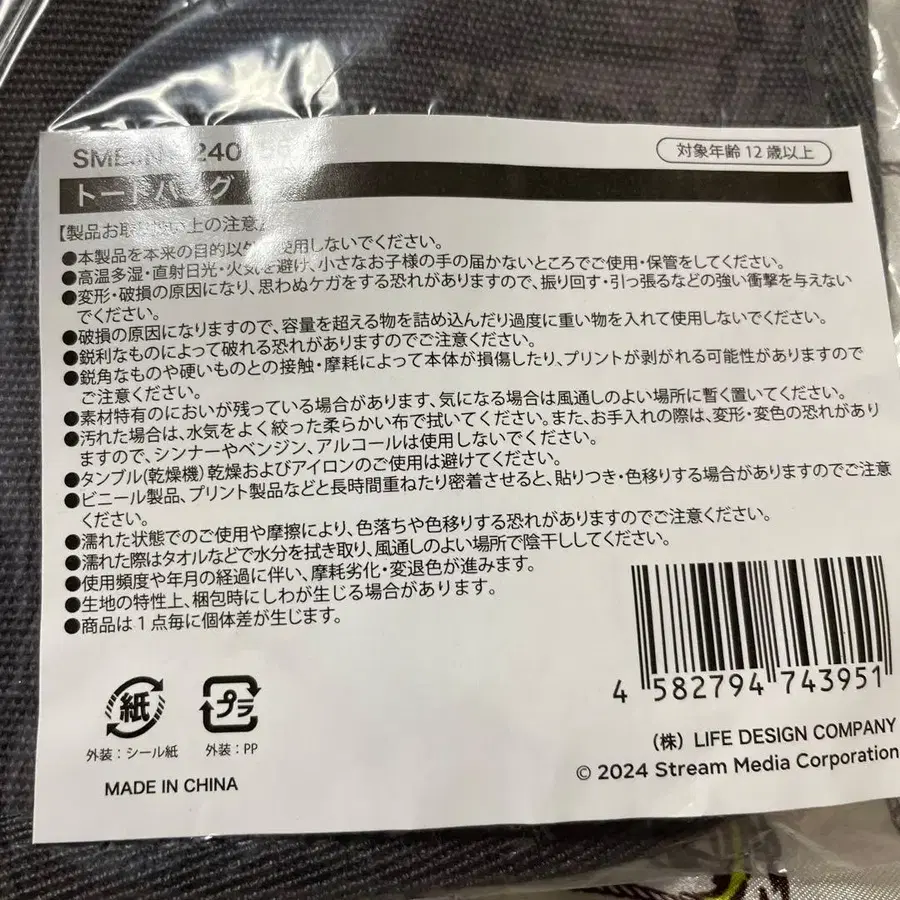 240
対象年齢12歳以上
トートバッグ
【製品お取り扱い上の注意】
●本製品を本来の目的以外に使用しないでください。
●高温多湿・直射日光・火気を避け、小さなお子様の手の届かないところでご使用・保管をしてください。
●変形・破損の原因になり、思わぬケガをする恐れがありますので、振り回す・引っ張るなどの強い衝撃を与えない
でください。
●破損の原因になりますので、容量を超える物を詰め込んだり過度に重い物を入れて使用しないでください。
●鋭利なものによって破れる恐れがありますのでご注意ください。
●鋭角なものや硬いものとの接触・摩耗によって本体が損傷したり、プリントが剥がれる可能性がありますので
ご注意ください。
●素材特有のにおいが残っている場合があります、気になる場合は風通しのよい場所に暫く置いてください。
●汚れた場合は、水気をよく絞った柔らかい布で拭いてください。また、お手入れの際は、変形・変色の恐れがあり
ますので、シンナーやベンジン、アルコールは使用しないでください。
●タンブル(乾燥機)乾燥およびアイロンのご使用は避けてください。
●ビニール製品、プリント製品などと長時間重ねたり密着させると、貼りつき・色移りする場合がありますのでご注意
ください。
●濡れた状態でのご使用や摩擦により、色落ちや色移りする恐れがありますのでご注意ください。
●濡れた際はタオルなどで水分を拭き取り、風通しのよい場所で陰干ししてください。
●使用頻度や年月の経過に伴い、摩耗劣化・変退色が進みます。
●生地の特性上、梱包時にしわが生じる場合があります。
●商品は1点毎に個体差が生じます。
紙 プラ
外装：シール紙 外装：PP
MADE IN CHINA
4 582794 743951
（株）LIFE DESIGN COMPANY
© 2024 Stream Media Corporation